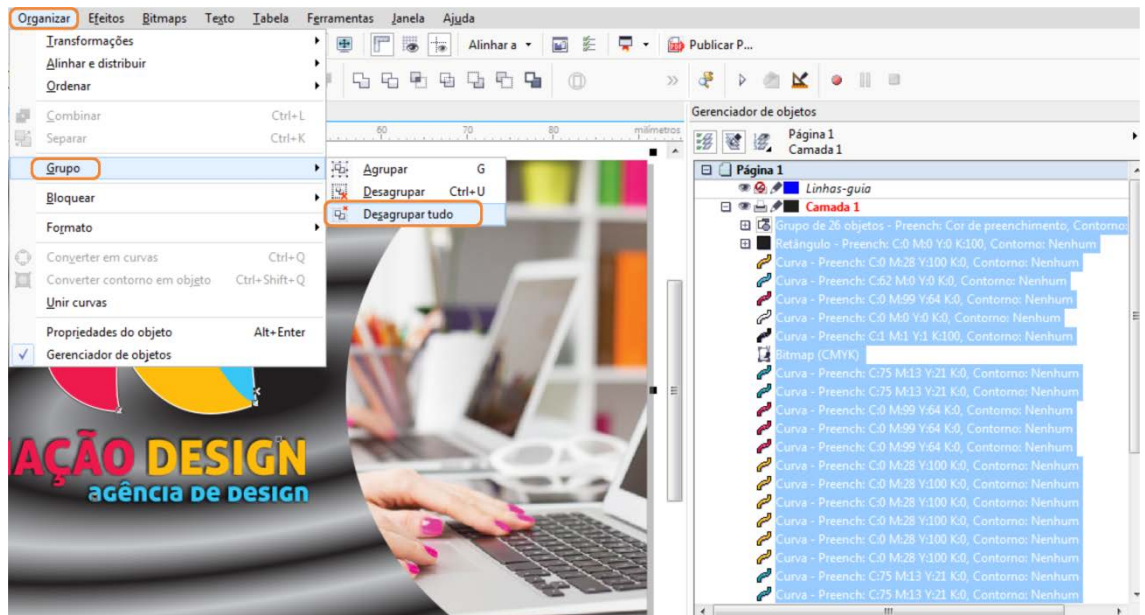 Organizar Efeitos Bitmaps Texto Tabela Ferramentas Janela Ajuda
Alinhar a Publicar P...
Transformações
Alinhar e distribuir
Ordenar
Combinar Ctrl+L
Separar Ctrl+K
Grupo
Bloquear
Formato
Converter em curvas Ctrl+Q
Converter contorno em objeto Ctrl+Shift+Q
Unir curvas
Propriedades do objeto Alt+Enter
Gerenciador de objetos
Agrupar G
Desagrupar Ctrl+U
Desagrupar tudo
60 70 80 milímetros
MAÇÃO DESIGN
agência de design
Gerenciador de objetos
Página 1
Camada 1
Página 1
Linhas-guia
Camada 1
Grupo de 26 objetos - Preench: Cor de preenchimento, Contorno:
Retângulo - Preench: C:0 M:0 Y:0 K:100, Contorno: Nenhum
Curva - Preench: C:0 M:28 Y:100 K:0, Contorno: Nenhum
Curva - Preench: C:62 M:0 Y:0 K:0, Contorno: Nenhum
Curva - Preench: C:0 M:99 Y:64 K:0, Contorno: Nenhum
Curva - Preench: C:0 M:0 Y:0 K:0, Contorno: Nenhum
Curva - Preench: C:1 M:1 Y:1 K:100, Contorno: Nenhum
Bitmap (CMYK)
Curva - Preench: C:75 M:13 Y:21 K:0, Contorno: Nenhum
Curva - Preench: C:75 M:13 Y:21 K:0, Contorno: Nenhum
Curva - Preench: C:0 M:99 Y:64 K:0, Contorno: Nenhum
Curva - Preench: C:0 M:99 Y:64 K:0, Contorno: Nenhum
Curva - Preench: C:0 M:99 Y:64 K:0, Contorno: Nenhum
Curva - Preench: C:0 M:28 Y:100 K:0, Contorno: Nenhum
Curva - Preench: C:0 M:28 Y:100 K:0, Contorno: Nenhum
Curva - Preench: C:0 M:28 Y:100 K:0, Contorno: Nenhum
Curva - Preench: C:0 M:28 Y:100 K:0, Contorno: Nenhum
Curva - Preench: C:0 M:28 Y:100 K:0, Contorno: Nenhum
Curva - Preench: C:0 M:28 Y:100 K:0, Contorno: Nenhum
Curva - Preench: C:75 M:13 Y:21 K:0, Contorno: Nenhum
Curva - Preench: C:75 M:13 Y:21 K:0, Contorno: Nenhum